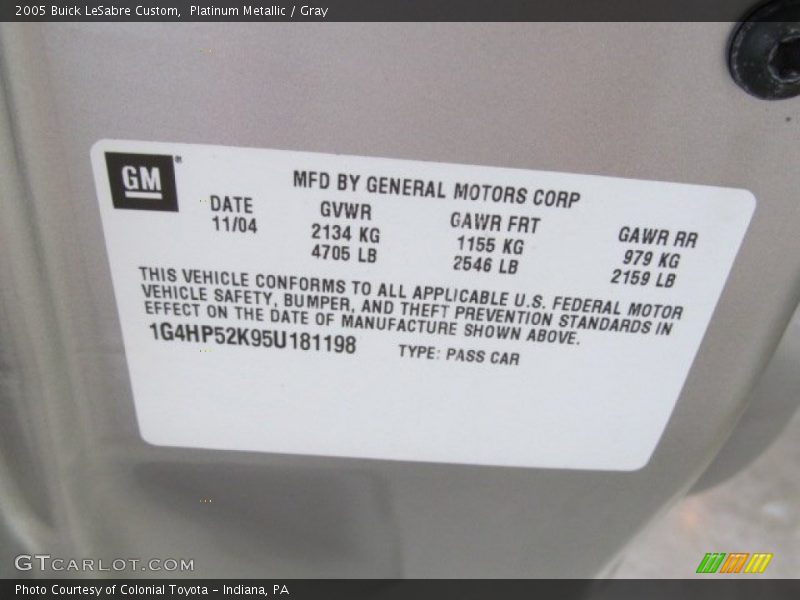 2005 Buick LeSabre Custom, Platinum Metallic / Gray
GM
MFD BY GENERAL MOTORS CORP
DATE GVWR GAWR FRT GAWR RR
11/04 2134 KG 1155 KG 979 KG
4705 LB 2546 LB 2159 LB
THIS VEHICLE CONFORMS TO ALL APPLICABLE U.S. FEDERAL MOTOR
VEHICLE SAFETY, BUMPER, AND THEFT PREVENTION STANDARDS IN
EFFECT ON THE DATE OF MANUFACTURE SHOWN ABOVE.
1G4HP52K95U181198 TYPE: PASS CAR
GTCARLOT.COM
Photo Courtesy of Colonial Toyota - Indiana, PA